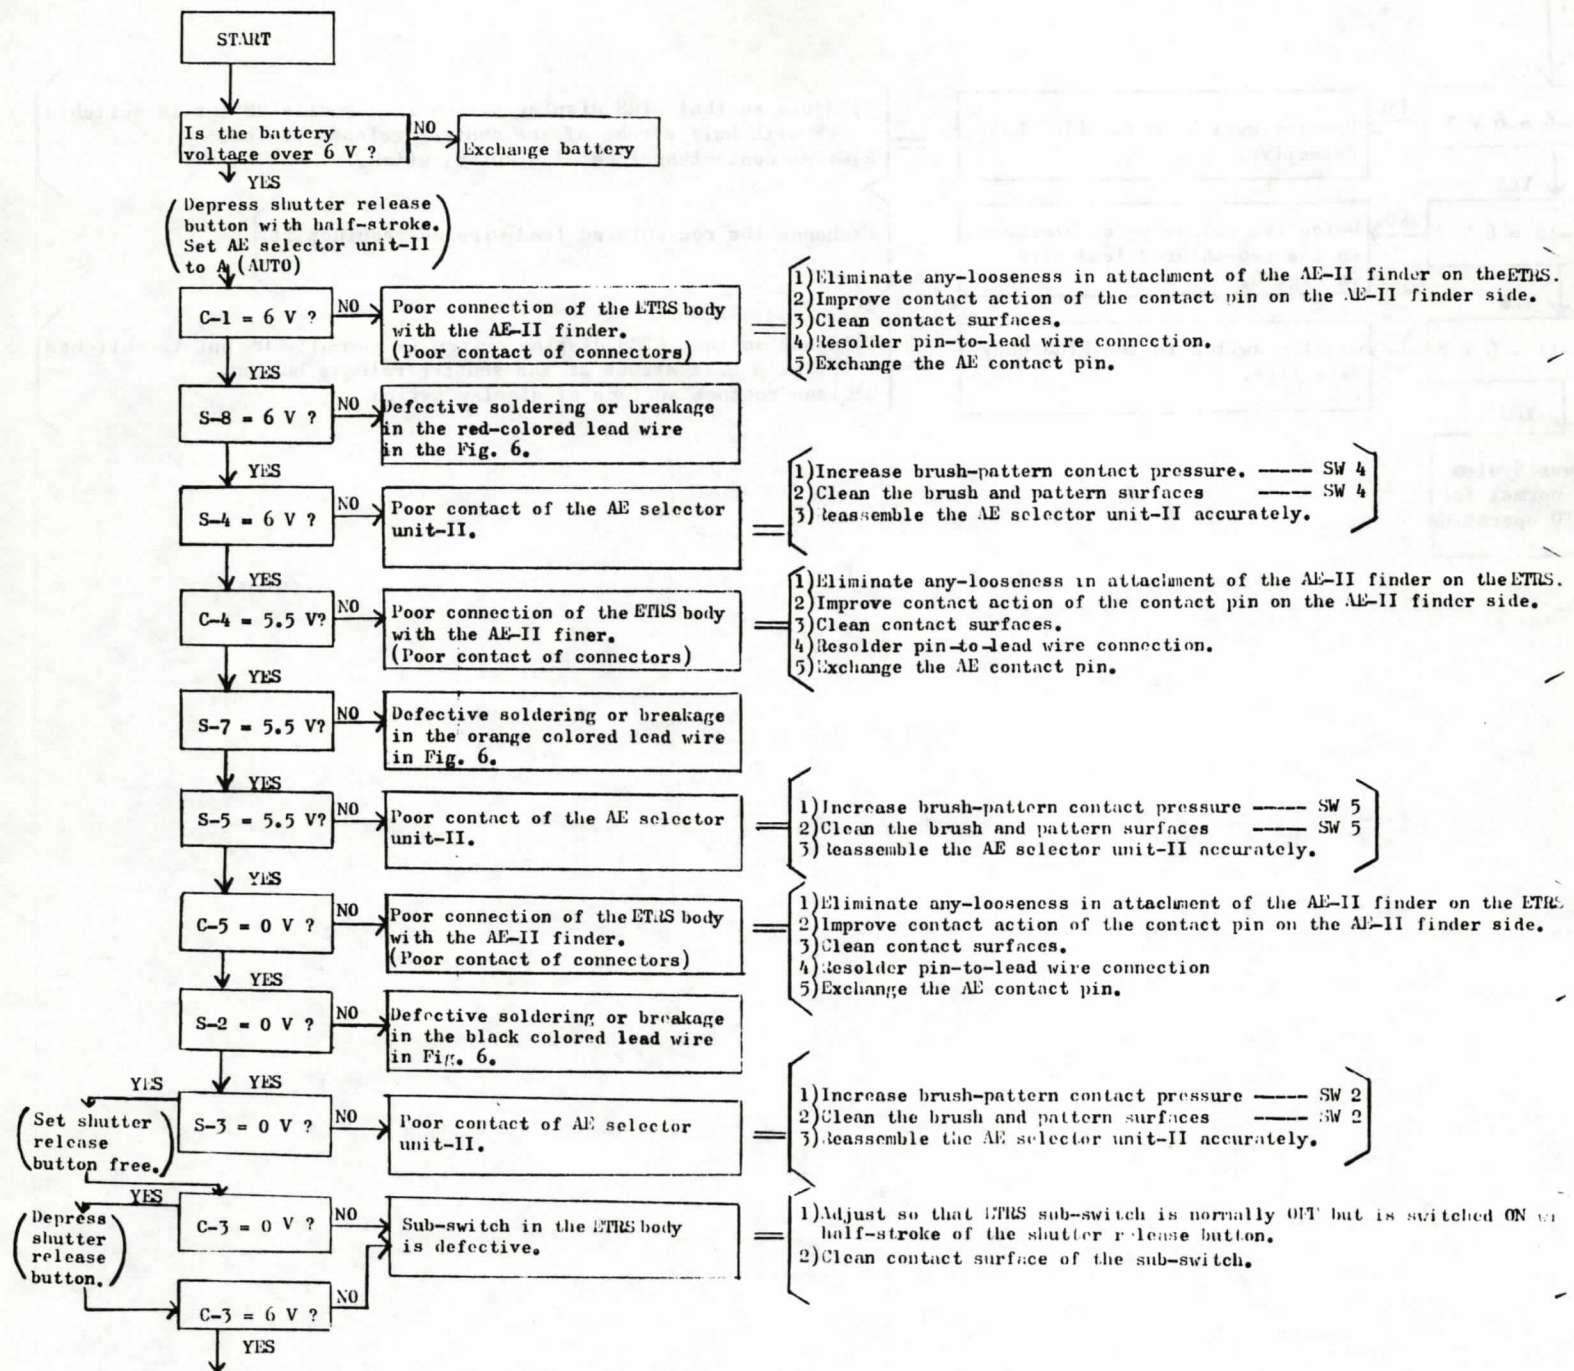 START
Is the battery
voltage over 6 V ?
NO
Exchange battery
YES
Depress shutter release
button with half-stroke.
Set AE selector unit-II
to A (AUTO)
C-1 = 6 V ?
NO
Poor connection of the ETRS body
with the AE-II finder.
(Poor contact of connectors)
1) Eliminate any-looseness in attachment of the AE-II finder on the ETRS.
2) Improve contact action of the contact pin on the AE-II finder side.
3) Clean contact surfaces.
4) Resolder pin-to-lead wire connection.
5) Exchange the AE contact pin.
YES
S-8 = 6 V ?
NO
Defective soldering or breakage
in the red-colored lead wire
in the Fig. 6.
YES
S-4 = 6 V ?
NO
Poor contact of the AE selector
unit-II.
1) Increase brush-pattern contact pressure. ----- SW 4
2) Clean the brush and pattern surfaces ----- SW 4
3) Reassemble the AE selector unit-II accurately.
YES
C-4 = 5.5 V?
NO
Poor connection of the ETRS body
with the AE-II finer.
(Poor contact of connectors)
1) Eliminate any-looseness in attachment of the AE-II finder on the ETRS.
2) Improve contact action of the contact pin on the AE-II finder side.
3) Clean contact surfaces.
4) Resolder pin-to-lead wire connection.
5) Exchange the AE contact pin.
YES
S-7 = 5.5 V?
NO
Defective soldering or breakage
in the orange colored lead wire
in Fig. 6.
YES
S-5 = 5.5 V?
NO
Poor contact of the AE selector
unit-II.
1) Increase brush-pattern contact pressure ----- SW 5
2) Clean the brush and pattern surfaces ----- SW 5
3) Reassemble the AE selector unit-II accurately.
YES
C-5 = 0 V ?
NO
Poor connection of the ETRS body
with the AE-II finder.
(Poor contact of connectors)
1) Eliminate any-looseness in attachment of the AE-II finder on the ETRS
2) Improve contact action of the contact pin on the AE-II finder side.
3) Clean contact surfaces.
4) Resolder pin-to-lead wire connection
5) Exchange the AE contact pin.
YES
S-2 = 0 V ?
NO
Defective soldering or breakage
in the black colored lead wire
in Fig. 6.
YES
YES
Set shutter
release
button free.
S-3 = 0 V ?
NO
Poor contact of AE selector
unit-II.
1) Increase brush-pattern contact pressure ----- SW 2
2) Clean the brush and pattern surfaces ----- SW 2
3) Reassemble the AE selector unit-II accurately.
YES
Depress
shutter
release
button.
C-3 = 0 V ?
NO
Sub-switch in the ETRS body
is defective.
1) Adjust so that ETRS sub-switch is normally OFF but is switched ON
half-stroke of the shutter release button.
2) Clean contact surface of the sub-switch.
C-3 = 6 V ?
NO
YES